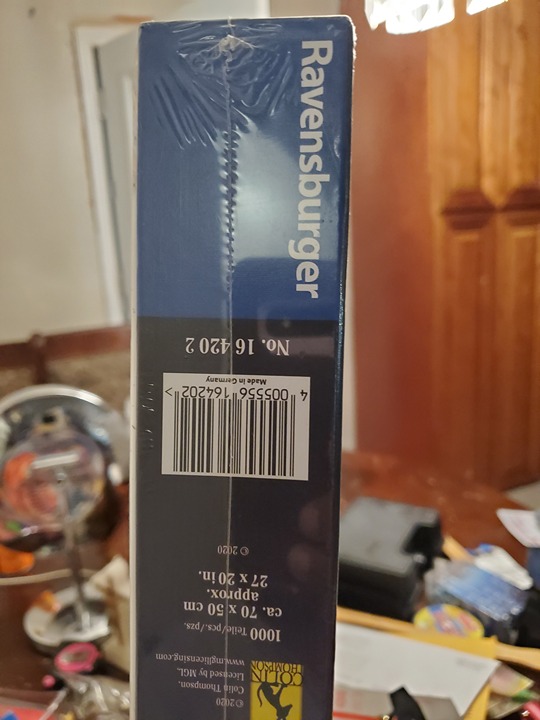 Ravensburger
No. 16 420 2
Made in Germany
4 005556 164202 >
© 2020
1000 Teile/pcs./pzs.
ca. 70 x 50 cm
approx.
27 x 20 in.
© 2020
Colin Thompson.
Licensed by MGL.
www.mgllicensing.com
COLIN
THOMPSON